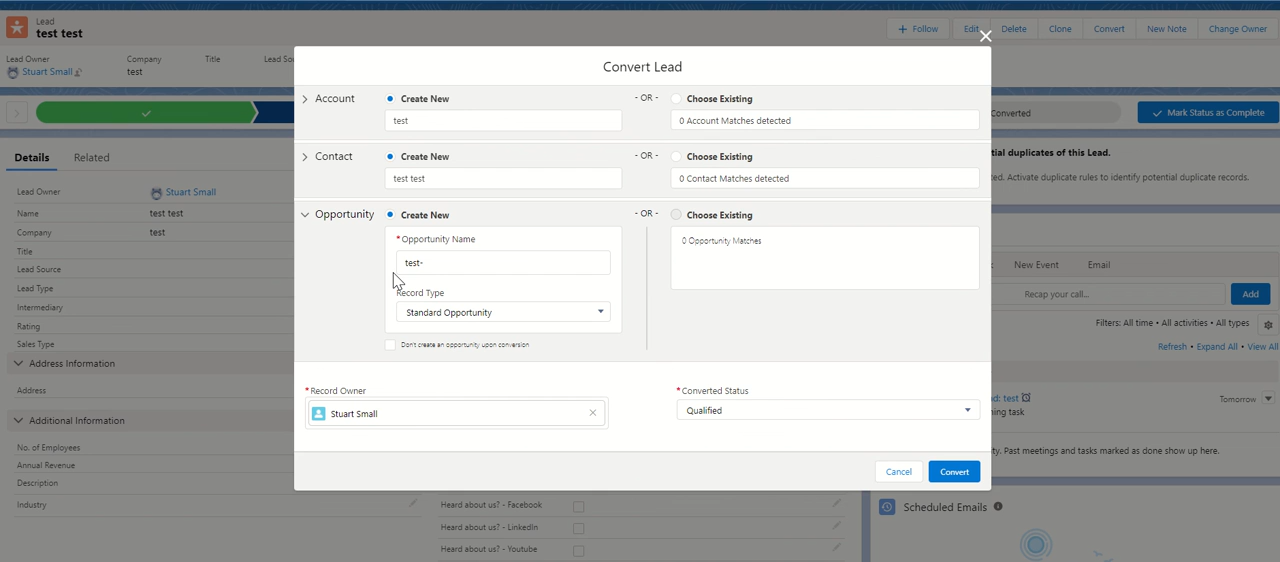 Lead
test test
Follow
Edit
Delete
Clone
Convert
New Note
Change Owner
Lead Owner
Company
Title
Lead
Stuart Small
test
Converted
Mark Status as Complete
Details
Related
Lead Owner
Stuart Small
Name
test test
Company
test
Title
Lead Source
Lead Type
Intermediary
Rating
Sales Type
Address Information
Address
Additional Information
No. of Employees
Annual Revenue
Description
Industry
Convert Lead
Account
Create New
- OR -
Choose Existing
test
0 Account Matches detected
Contact
Create New
- OR -
Choose Existing
test test
0 Contact Matches detected
Opportunity
Create New
- OR -
Choose Existing
*Opportunity Name
test-
Record Type
Standard Opportunity
Don't create an opportunity upon conversion
0 Opportunity Matches
*Record Owner
Stuart Small
*Converted Status
Qualified
Cancel
Convert
duplicates of this Lead.
Activate duplicate rules to identify potential duplicate records.
New Event
Email
Recap your call...
Add
Filters: All time • All activities • All types
Refresh • Expand All • View All
test
Tomorrow
task
Past meetings and tasks marked as done show up here.
Heard about us? - Facebook
Heard about us? - LinkedIn
Heard about us? - Youtube
Scheduled Emails